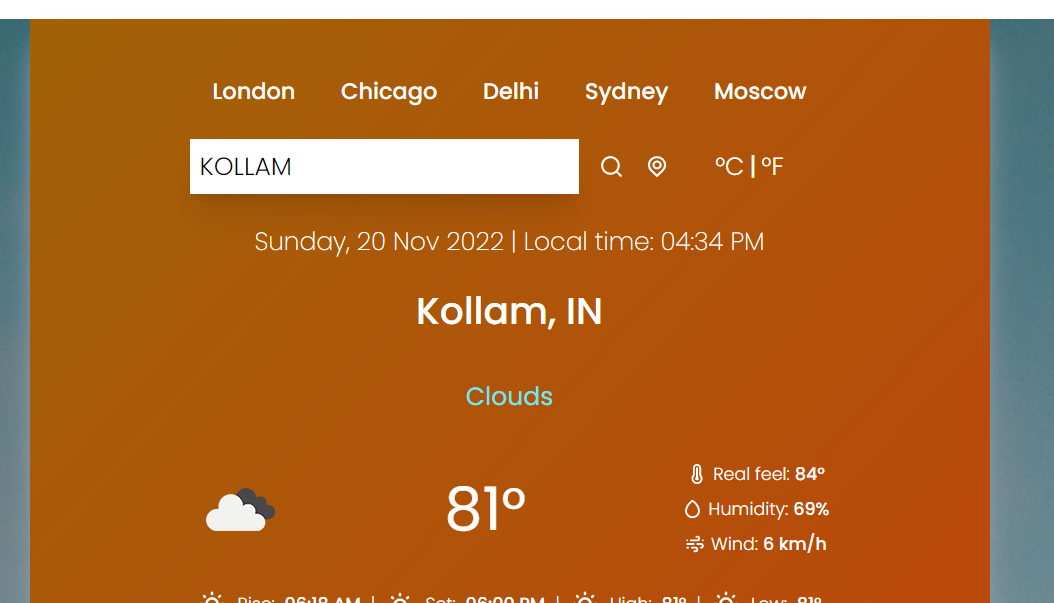 London Chicago Delhi Sydney Moscow
KOLLAM
°C | °F
Sunday, 20 Nov 2022 | Local time: 04:34 PM
Kollam, IN
Clouds
81°
Real feel: 84°
Humidity: 69%
Wind: 6 km/h
Rise: 06:18 AM | Set: 06:00 PM | High: 81° | Low: 81°